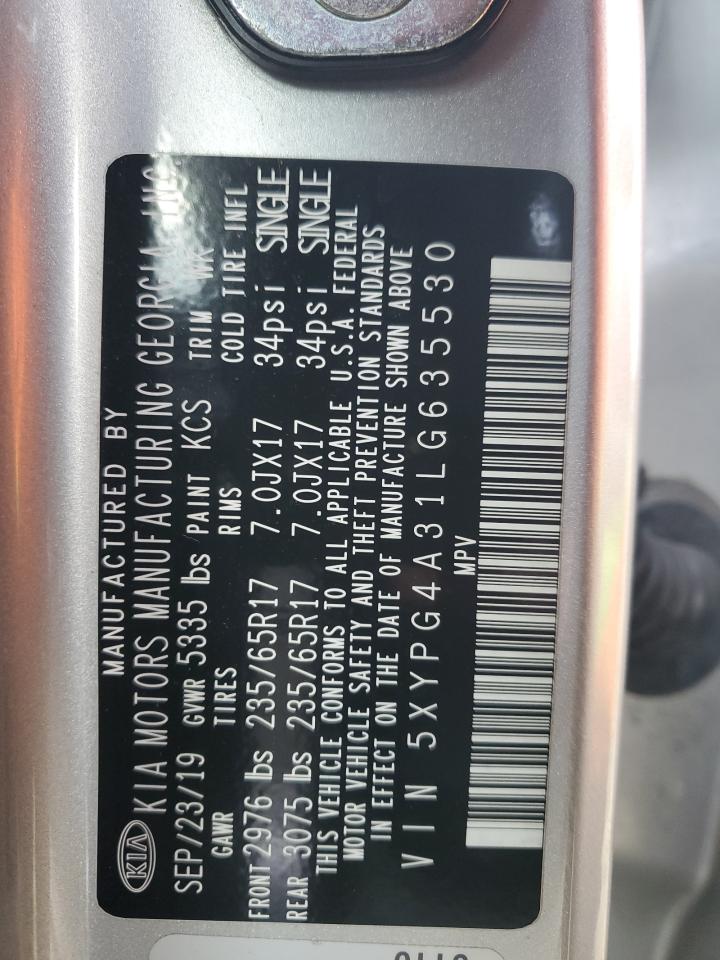 MANUFACTURED BY
KIA KIA MOTORS MANUFACTURING GEORGIA INC
SEP/23/19 GVWR 5335 lbs PAINT KCS TRIM WK
GAWR TIRES RIMS COLD TIRE INFL
FRONT 2976 lbs 235/65R17 7.0JX17 34psi SINGLE
REAR 3075 lbs 235/65R17 7.0JX17 34psi SINGLE
THIS VEHICLE CONFORMS TO ALL APPLICABLE U.S.A. FEDERAL
MOTOR VEHICLE SAFETY AND THEFT PREVENTION STANDARDS
IN EFFECT ON THE DATE OF MANUFACTURE SHOWN ABOVE
VIN 5XYPG4A31LG635530
MPV